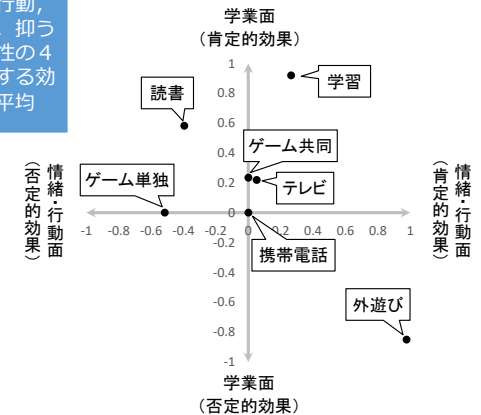 行動,
抑う
性の４
する効
平均
学業面
（肯定的効果）
学習
読書
ゲーム共同
ゲーム単独
テレビ
携帯電話
外遊び
情緒・行動面
（否定的効果）
情緒・行動面
（肯定的効果）
1
0.8
0.6
0.4
0.2
0
-0.2
-0.4
-0.6
-0.8
-1
-1 -0.8 -0.6 -0.4 -0.2 0 0.2 0.4 0.6 0.8 1
学業面
（否定的効果）